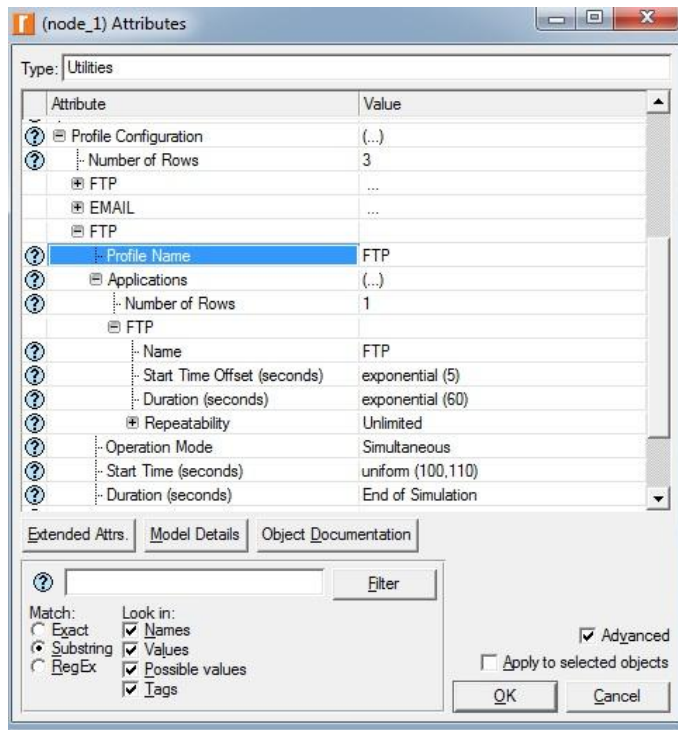 (node_1) Attributes
Type: Utilities
Attribute Value
Profile Configuration (...)
Number of Rows 3
FTP ...
EMAIL ...
FTP
Profile Name FTP
Applications (...)
Number of Rows 1
FTP
Name FTP
Start Time Offset (seconds) exponential (5)
Duration (seconds) exponential (60)
Repeatability Unlimited
Operation Mode Simultaneous
Start Time (seconds) uniform (100,110)
Duration (seconds) End of Simulation
Extended Attrs. Model Details Object Documentation
Filter
Match: Look in:
Exact Names
Substring Values
RegEx Possible values
Tags
Advanced
Apply to selected objects
OK Cancel